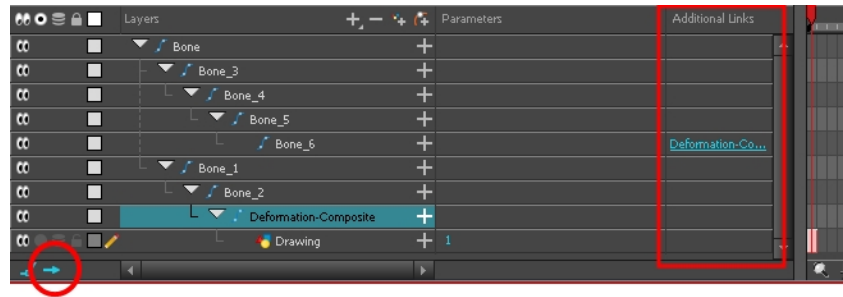 Layers Parameters Additional Links
Bone
Bone_3
Bone_4
Bone_5
Bone_6 Deformation-Co...
Bone_1
Bone_2
Deformation-Composite
Drawing 1